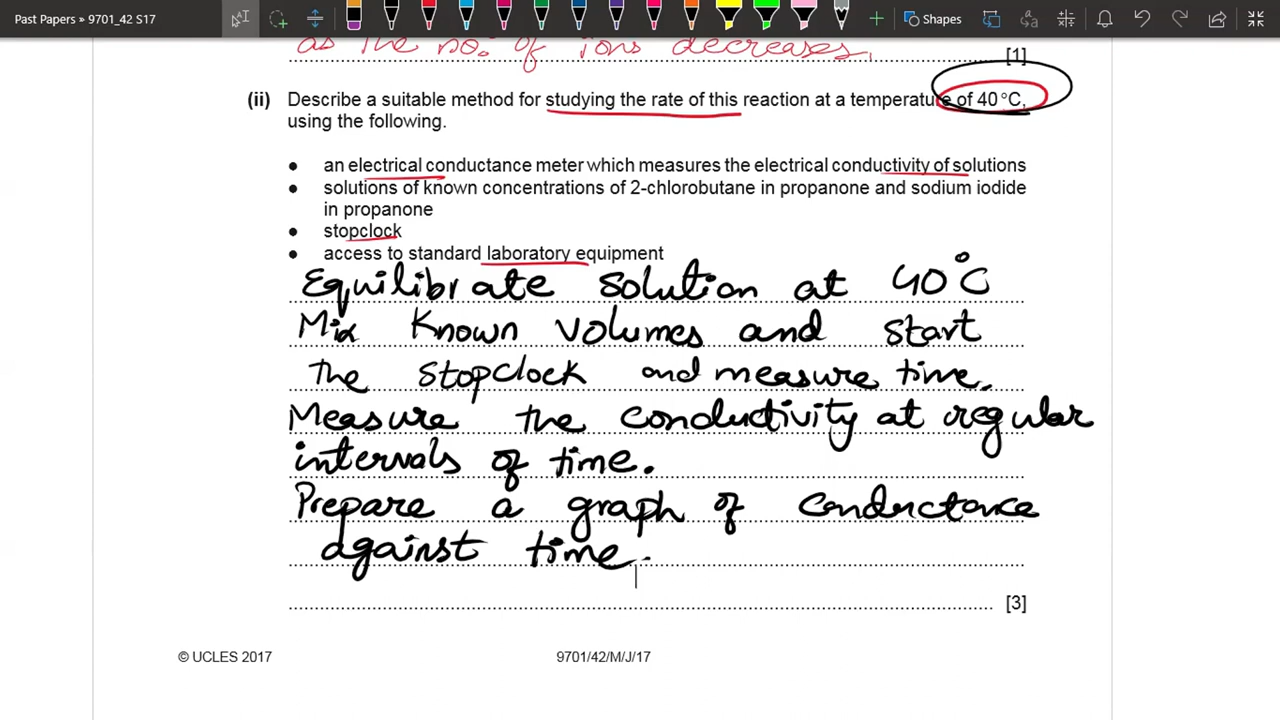 Past Papers » 9701_42 S17
Shapes
as the no. of ions decreases.
[1]
(ii) Describe a suitable method for studying the rate of this reaction at a temperature of 40 °C,
using the following.
● an electrical conductance meter which measures the electrical conductivity of solutions
● solutions of known concentrations of 2-chlorobutane in propanone and sodium iodide
in propanone
● stopclock
● access to standard laboratory equipment
Equilibrate solution at 40°C
Mix Known volumes and start
the stopclock and measure time.
Measure the conductivity at regular
intervals of time.
Prepare a graph of conductance
against time.
[3]
© UCLES 2017 9701/42/M/J/17